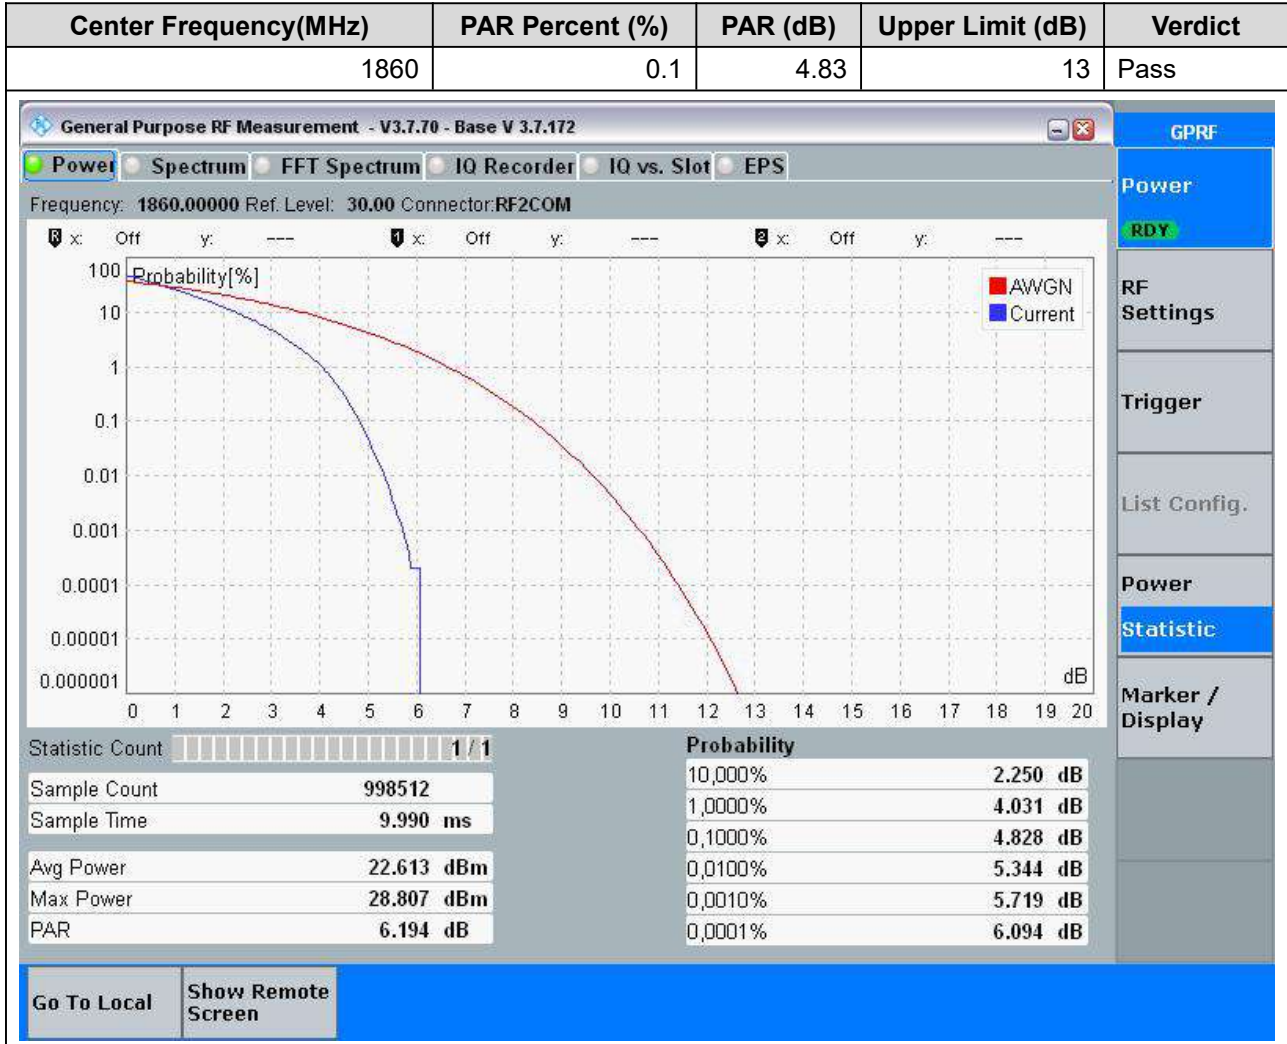 Center Frequency(MHz) PAR Percent (%) PAR (dB) Upper Limit (dB) Verdict
1860 0.1 4.83 13 Pass
General Purpose RF Measurement - V3.7.70 - Base V 3.7.172
GPRF
Power Spectrum FFT Spectrum IQ Recorder IQ vs. Slot EPS
Frequency: 1860.00000 Ref. Level: 30.00 Connector:RF2COM
R x: Off y: --- 1 x: Off y: --- 2 x: Off y: ---
Probability[%]
AWGN
Current
100
10
1
0.1
0.01
0.001
0.0001
0.00001
0.000001
dB
0 1 2 3 4 5 6 7 8 9 10 11 12 13 14 15 16 17 18 19 20
Statistic Count 1 / 1
Sample Count 998512
Sample Time 9.990 ms
Avg Power 22.613 dBm
Max Power 28.807 dBm
PAR 6.194 dB
Probability
10,000% 2.250 dB
1,0000% 4.031 dB
0,1000% 4.828 dB
0,0100% 5.344 dB
0,0010% 5.719 dB
0,0001% 6.094 dB
Power
RDY
RF
Settings
Trigger
List Config.
Power
Statistic
Marker /
Display
Go To Local
Show Remote
Screen